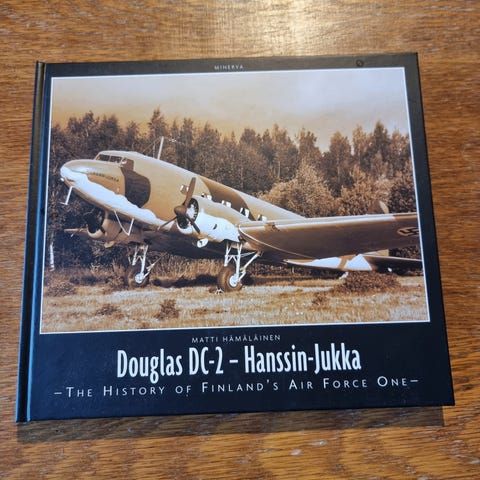 MINERVA
MATTI HÄMÄLÄINEN
Douglas DC-2 – Hanssin-Jukka
– THE HISTORY OF FINLAND'S AIR FORCE ONE –